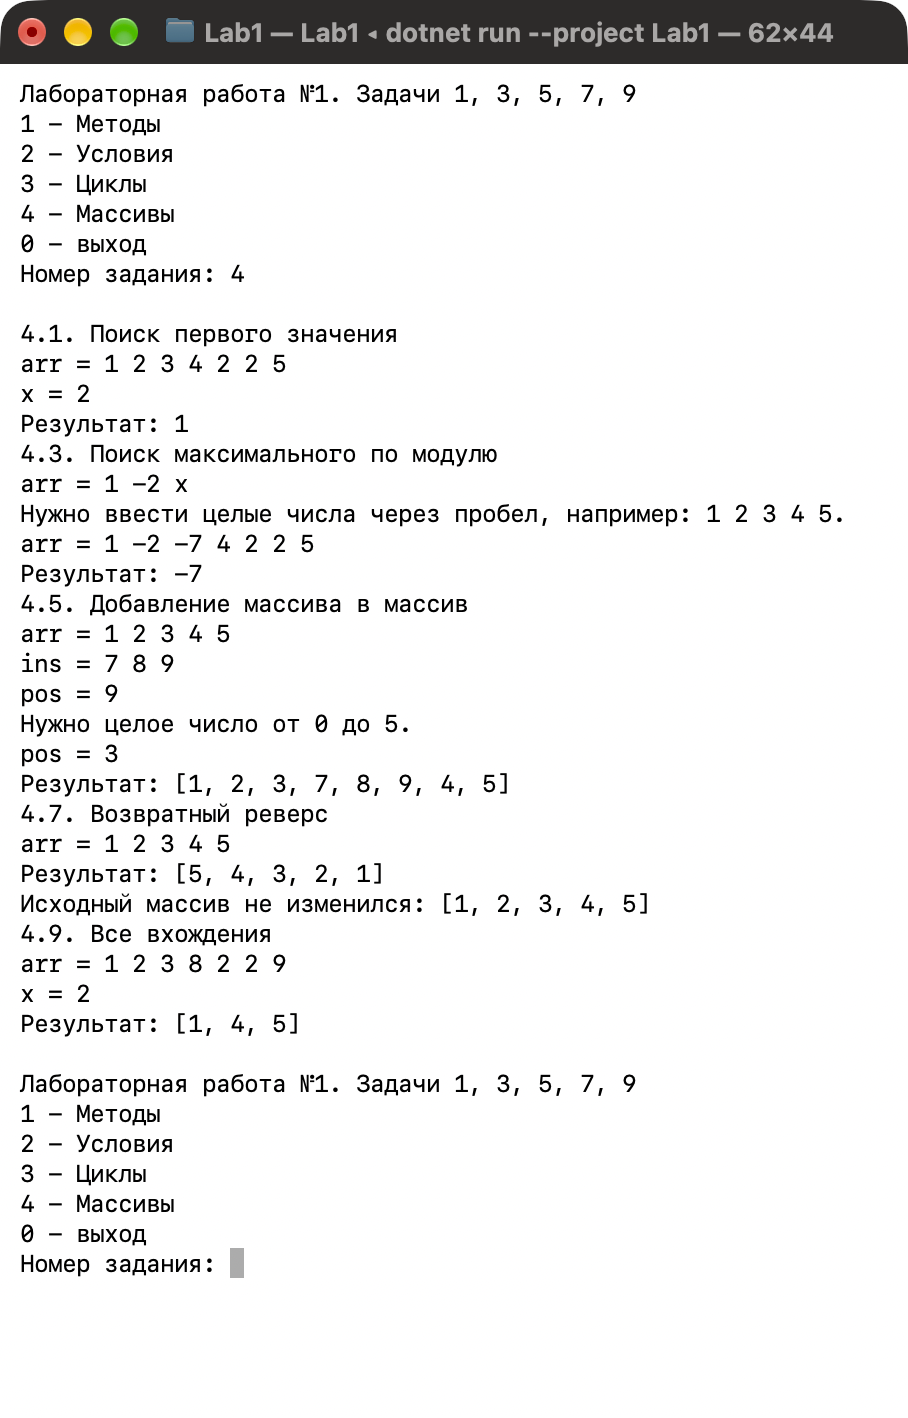 Lab1 — Lab1 ◂ dotnet run --project Lab1 — 62×44
Лабораторная работа №1. Задачи 1, 3, 5, 7, 9
1 — Методы
2 — Условия
3 — Циклы
4 — Массивы
0 — выход
Номер задания: 4
4.1. Поиск первого значения
arr = 1 2 3 4 2 2 5
x = 2
Результат: 1
4.3. Поиск максимального по модулю
arr = 1 -2 x
Нужно ввести целые числа через пробел, например: 1 2 3 4 5.
arr = 1 -2 -7 4 2 2 5
Результат: -7
4.5. Добавление массива в массив
arr = 1 2 3 4 5
ins = 7 8 9
pos = 9
Нужно целое число от 0 до 5.
pos = 3
Результат: [1, 2, 3, 7, 8, 9, 4, 5]
4.7. Возвратный реверс
arr = 1 2 3 4 5
Результат: [5, 4, 3, 2, 1]
Исходный массив не изменился: [1, 2, 3, 4, 5]
4.9. Все вхождения
arr = 1 2 3 8 2 2 9
x = 2
Результат: [1, 4, 5]
Лабораторная работа №1. Задачи 1, 3, 5, 7, 9
1 — Методы
2 — Условия
3 — Циклы
4 — Массивы
0 — выход
Номер задания: